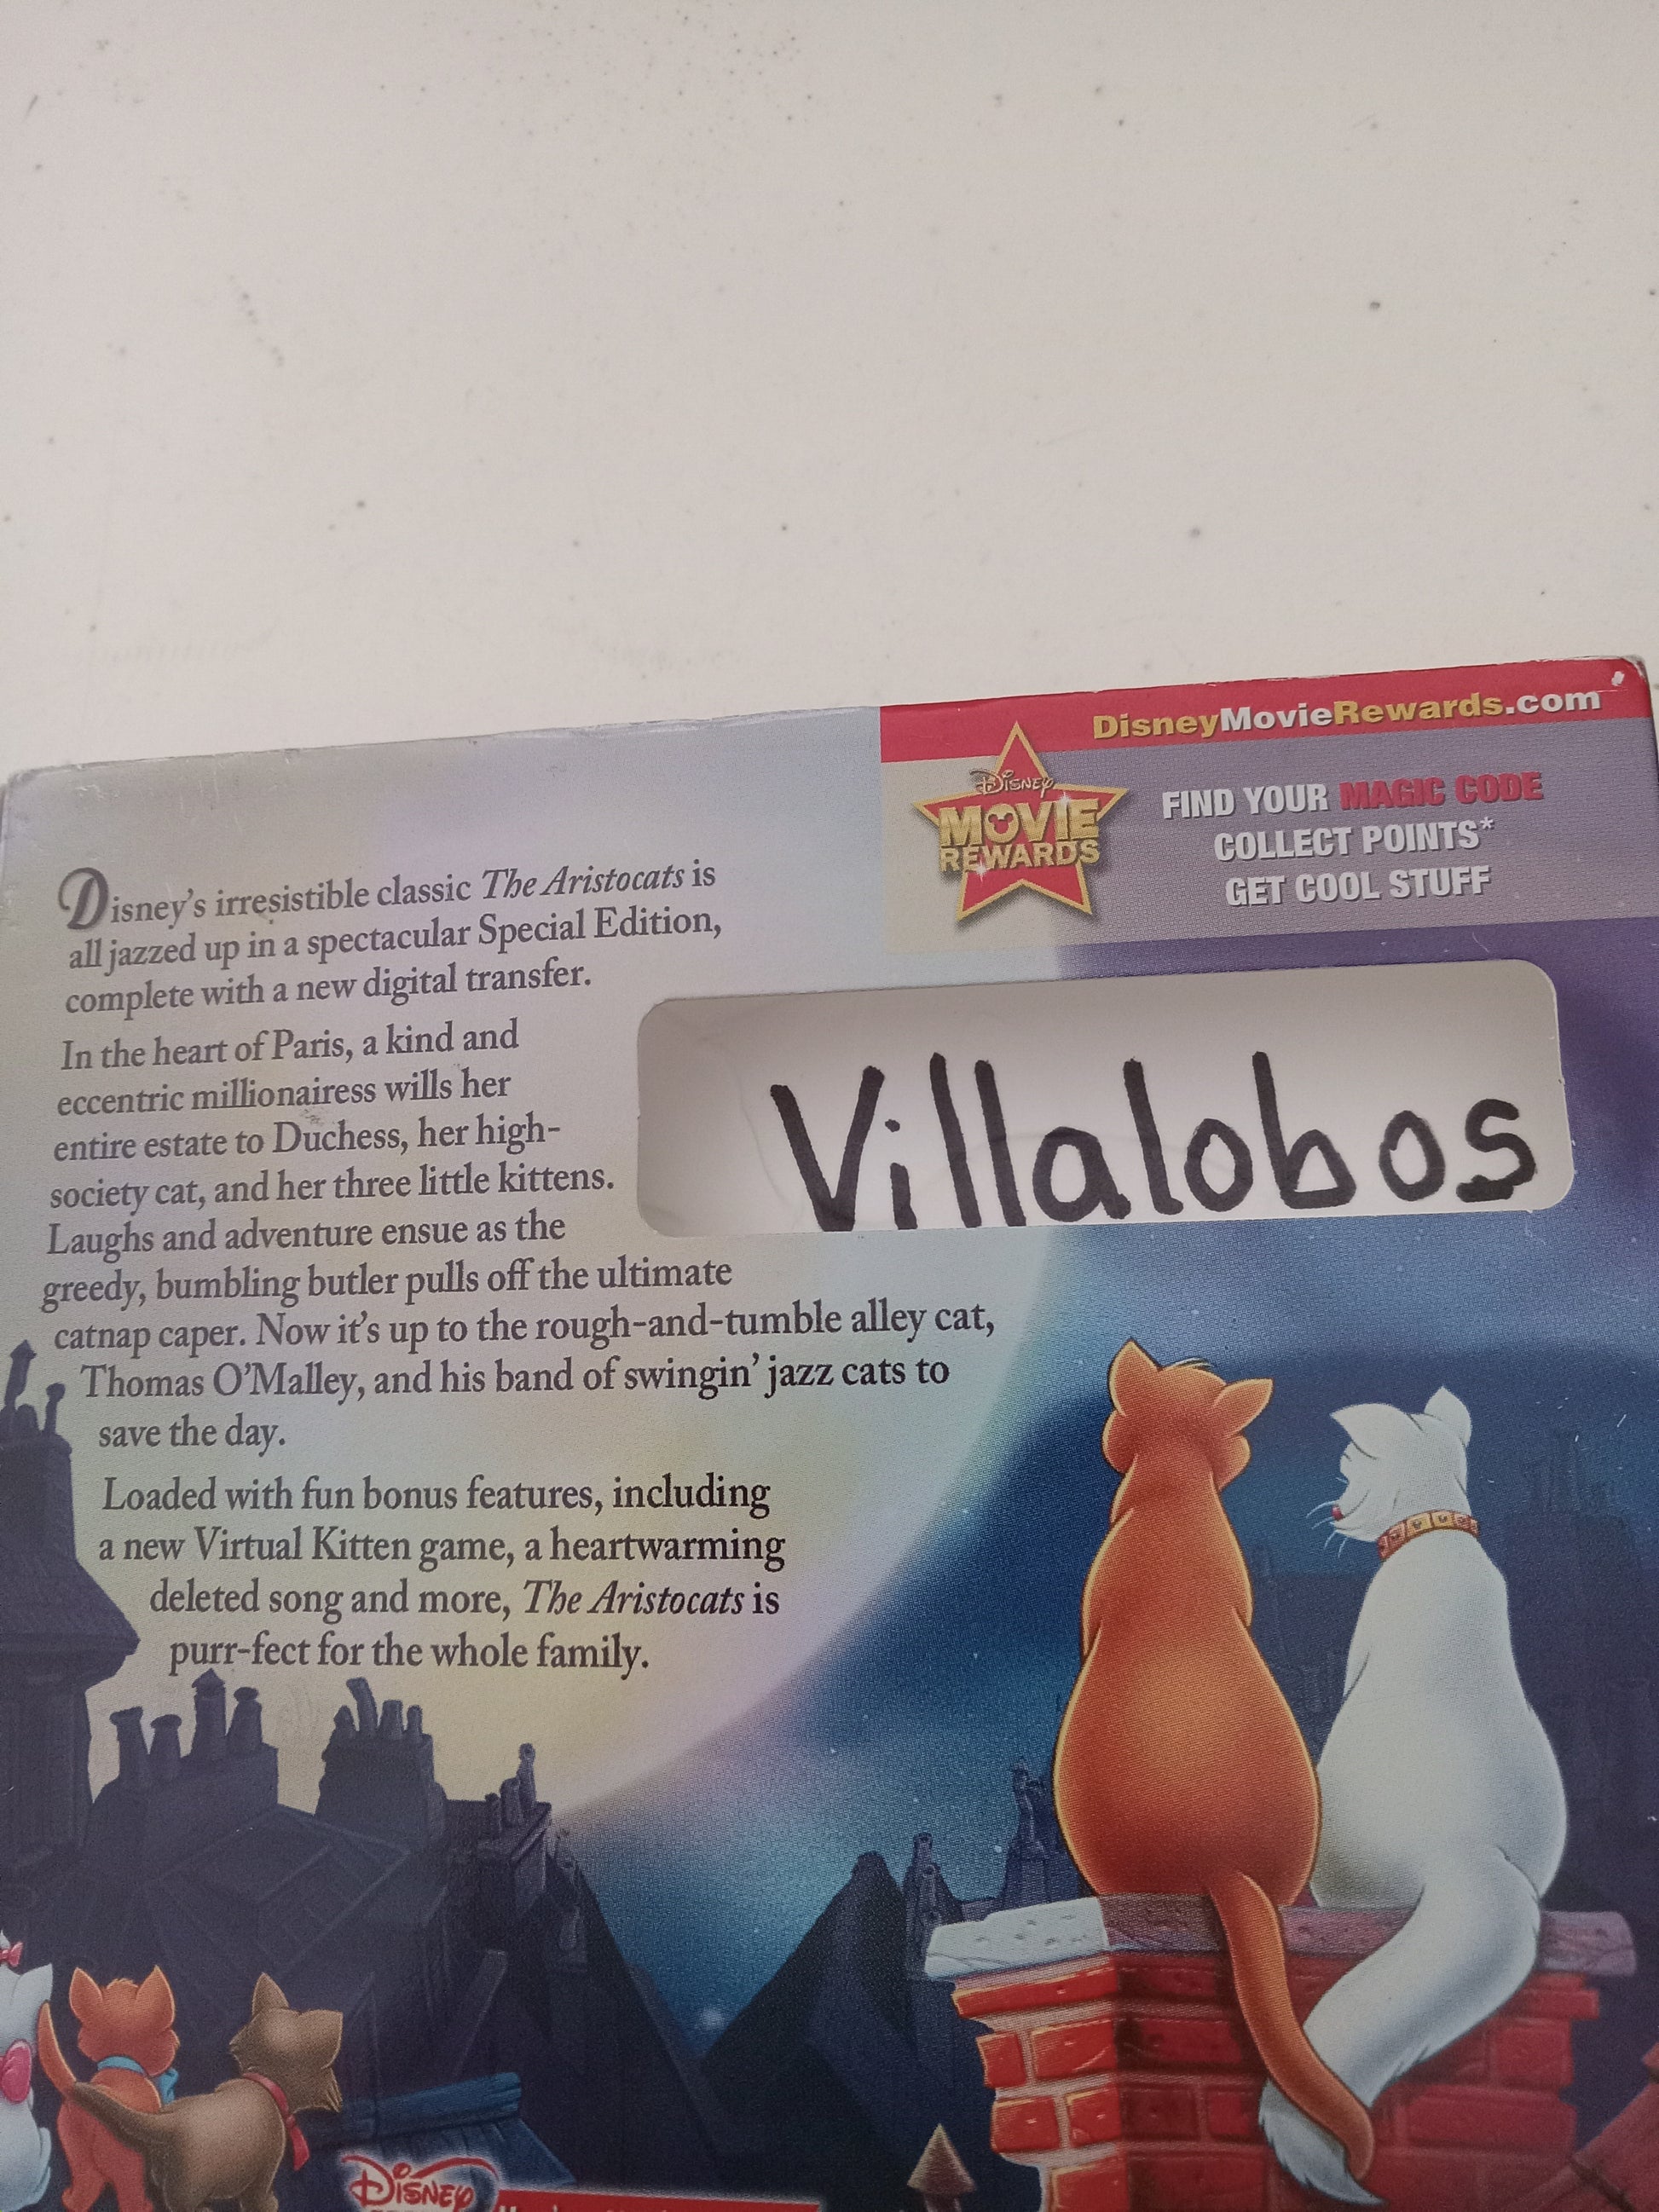 DisneyMovieRewards.com
DISNEY
MOVIE
REWARDS
FIND YOUR MAGIC CODE
COLLECT POINTS*
GET COOL STUFF
Disney's irresistible classic The Aristocats is
all jazzed up in a spectacular Special Edition,
complete with a new digital transfer.
In the heart of Paris, a kind and
eccentric millionairess wills her
entire estate to Duchess, her high-
society cat, and her three little kittens.
Laughs and adventure ensue as the
greedy, bumbling butler pulls off the ultimate
catnap caper. Now it's up to the rough-and-tumble alley cat,
Thomas O'Malley, and his band of swingin' jazz cats to
save the day.
Villalobos
Loaded with fun bonus features, including
a new Virtual Kitten game, a heartwarming
deleted song and more, The Aristocats is
purr-fect for the whole family.
DISNEY